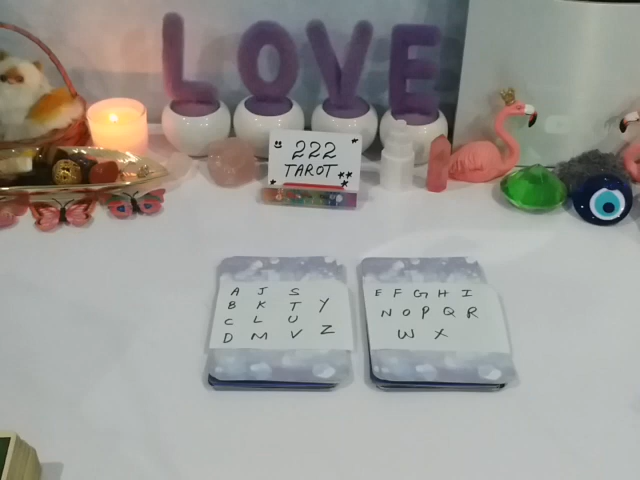 LOVE
222
TAROT
A J S
B K T Y
C L U
D M V Z
E F G H I
N O P Q R
W X